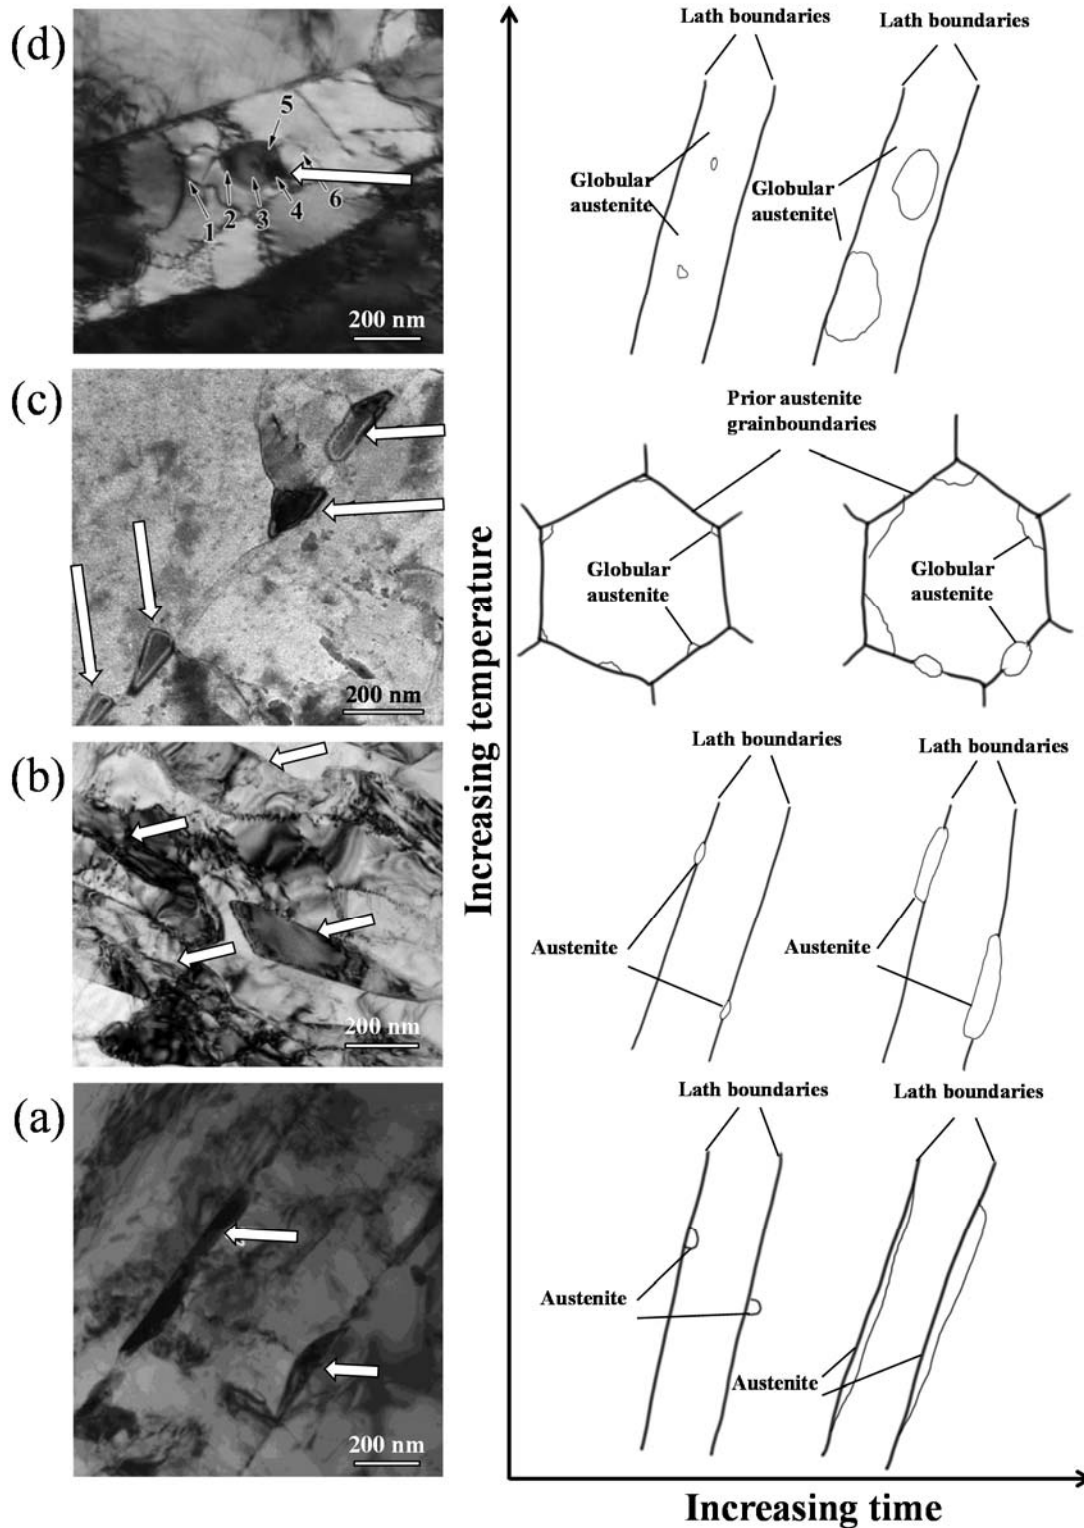 (d)
5
1
2
3
4
6
200 nm
(c)
200 nm
(b)
200 nm
(a)
200 nm
Increasing temperature
Lath boundaries
Lath boundaries
Globular
austenite
Globular
austenite
Prior austenite
grainboundaries
Globular
austenite
Globular
austenite
Lath boundaries
Lath boundaries
Austenite
Austenite
Lath boundaries
Lath boundaries
Austenite
Austenite
Increasing time